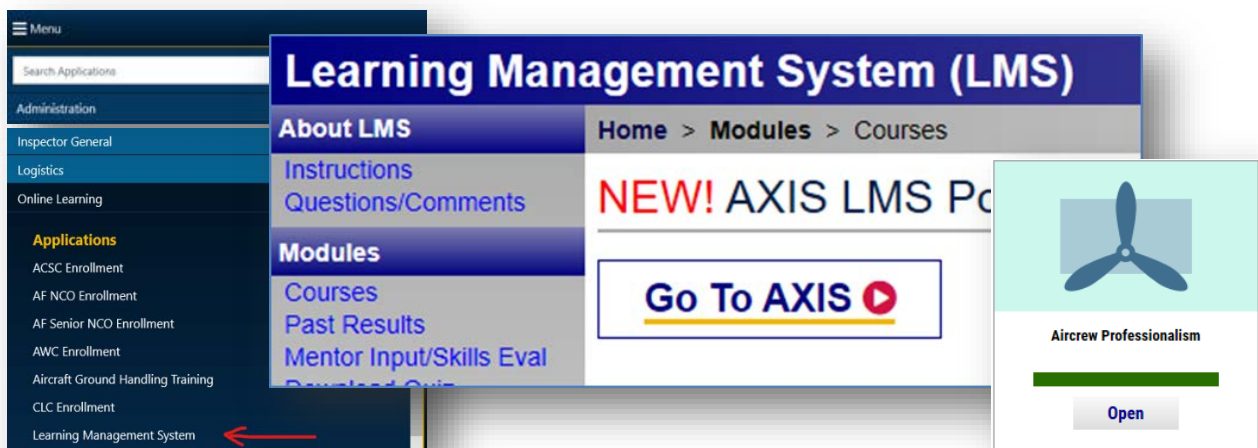 Menu
Search Applications
Administration
Inspector General
Logistics
Online Learning
Applications
ACSC Enrollment
AF NCO Enrollment
AF Senior NCO Enrollment
AWC Enrollment
Aircraft Ground Handling Training
CLC Enrollment
Learning Management System
Learning Management System (LMS)
About LMS
Instructions
Questions/Comments
Modules
Courses
Past Results
Mentor Input/Skills Eval
Download Quiz
Home > Modules > Courses
NEW! AXIS LMS Po
Go To AXIS
Aircrew Professionalism
Open